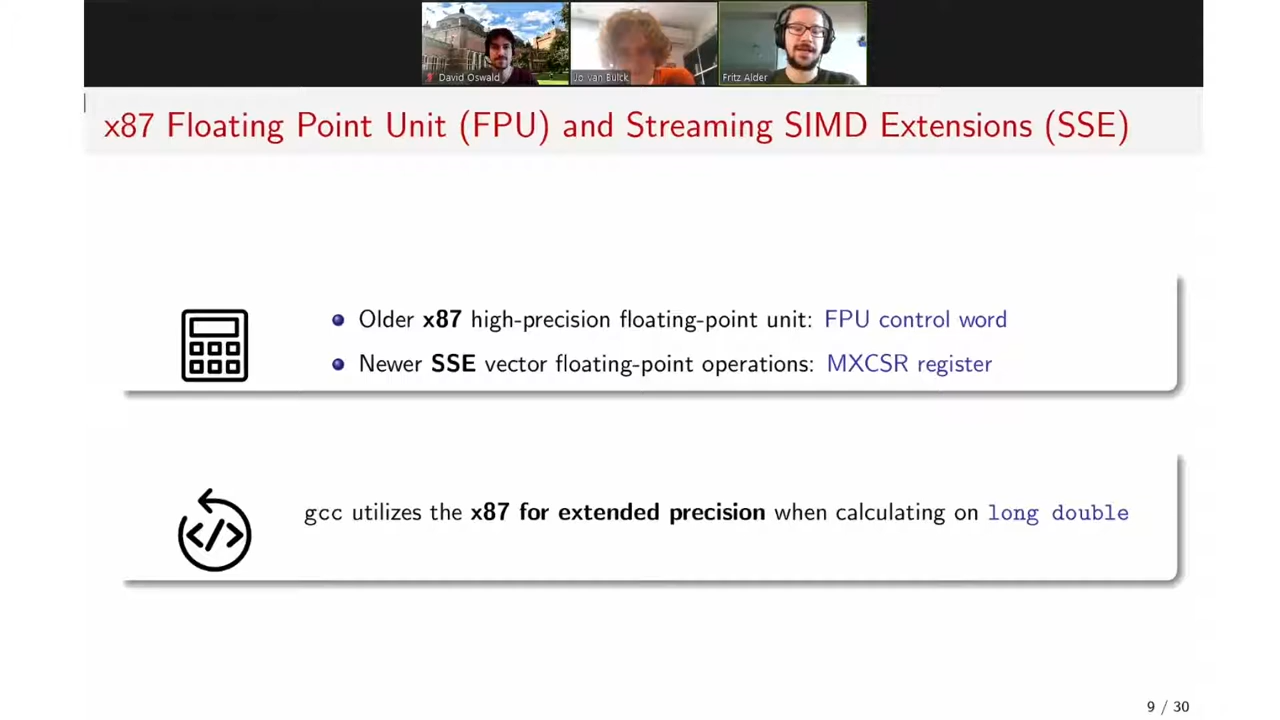 David Oswald
Jo Van Bulck
Fritz Alder
x87 Floating Point Unit (FPU) and Streaming SIMD Extensions (SSE)
Older x87 high-precision floating-point unit: FPU control word
Newer SSE vector floating-point operations: MXCSR register
</>
gcc utilizes the x87 for extended precision when calculating on long double
9 / 30